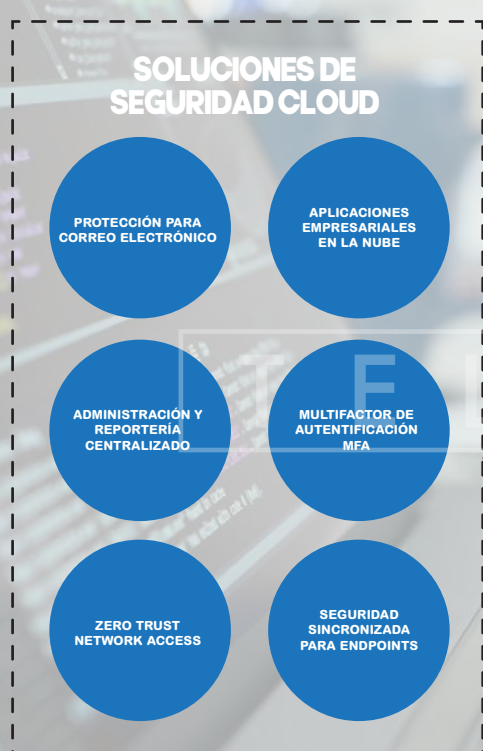 SOLUCIONES DE
SEGURIDAD CLOUD
PROTECCIÓN PARA
CORREO ELECTRÓNICO
APLICACIONES
EMPRESARIALES
EN LA NUBE
ADMINISTRACIÓN Y
REPORTERÍA
CENTRALIZADO
MULTIFACTOR DE
AUTENTIFICACIÓN
MFA
ZERO TRUST
NETWORK ACCESS
SEGURIDAD
SINCRONIZADA
PARA ENDPOINTS